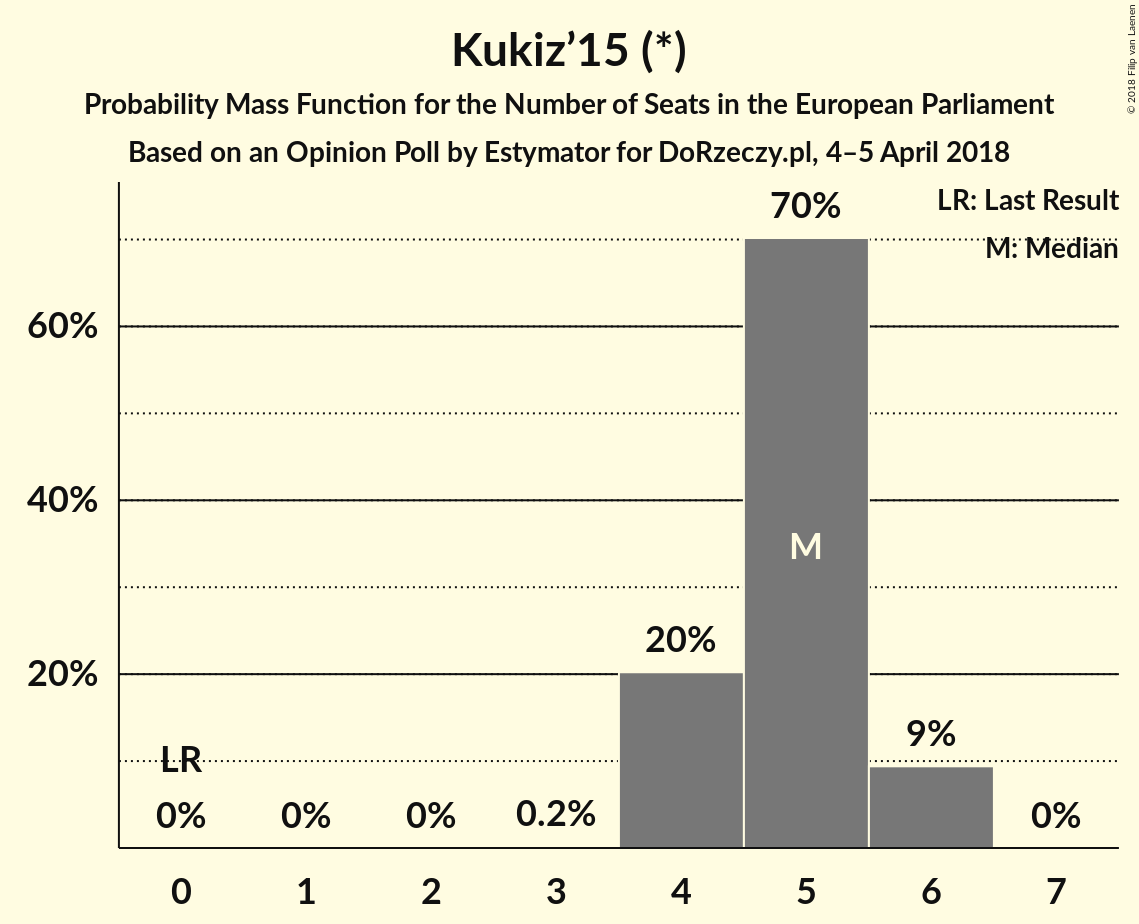 Kukiz’15 (*)
Probability Mass Function for the Number of Seats in the European Parliament
Based on an Opinion Poll by Estymator for DoRzeczy.pl, 4–5 April 2018
© 2018 Filip van Laenen
LR: Last Result
M: Median
60%
40%
20%
LR
0%
0%
0%
0.2%
20%
70%
M
9%
0%
0 1 2 3 4 5 6 7